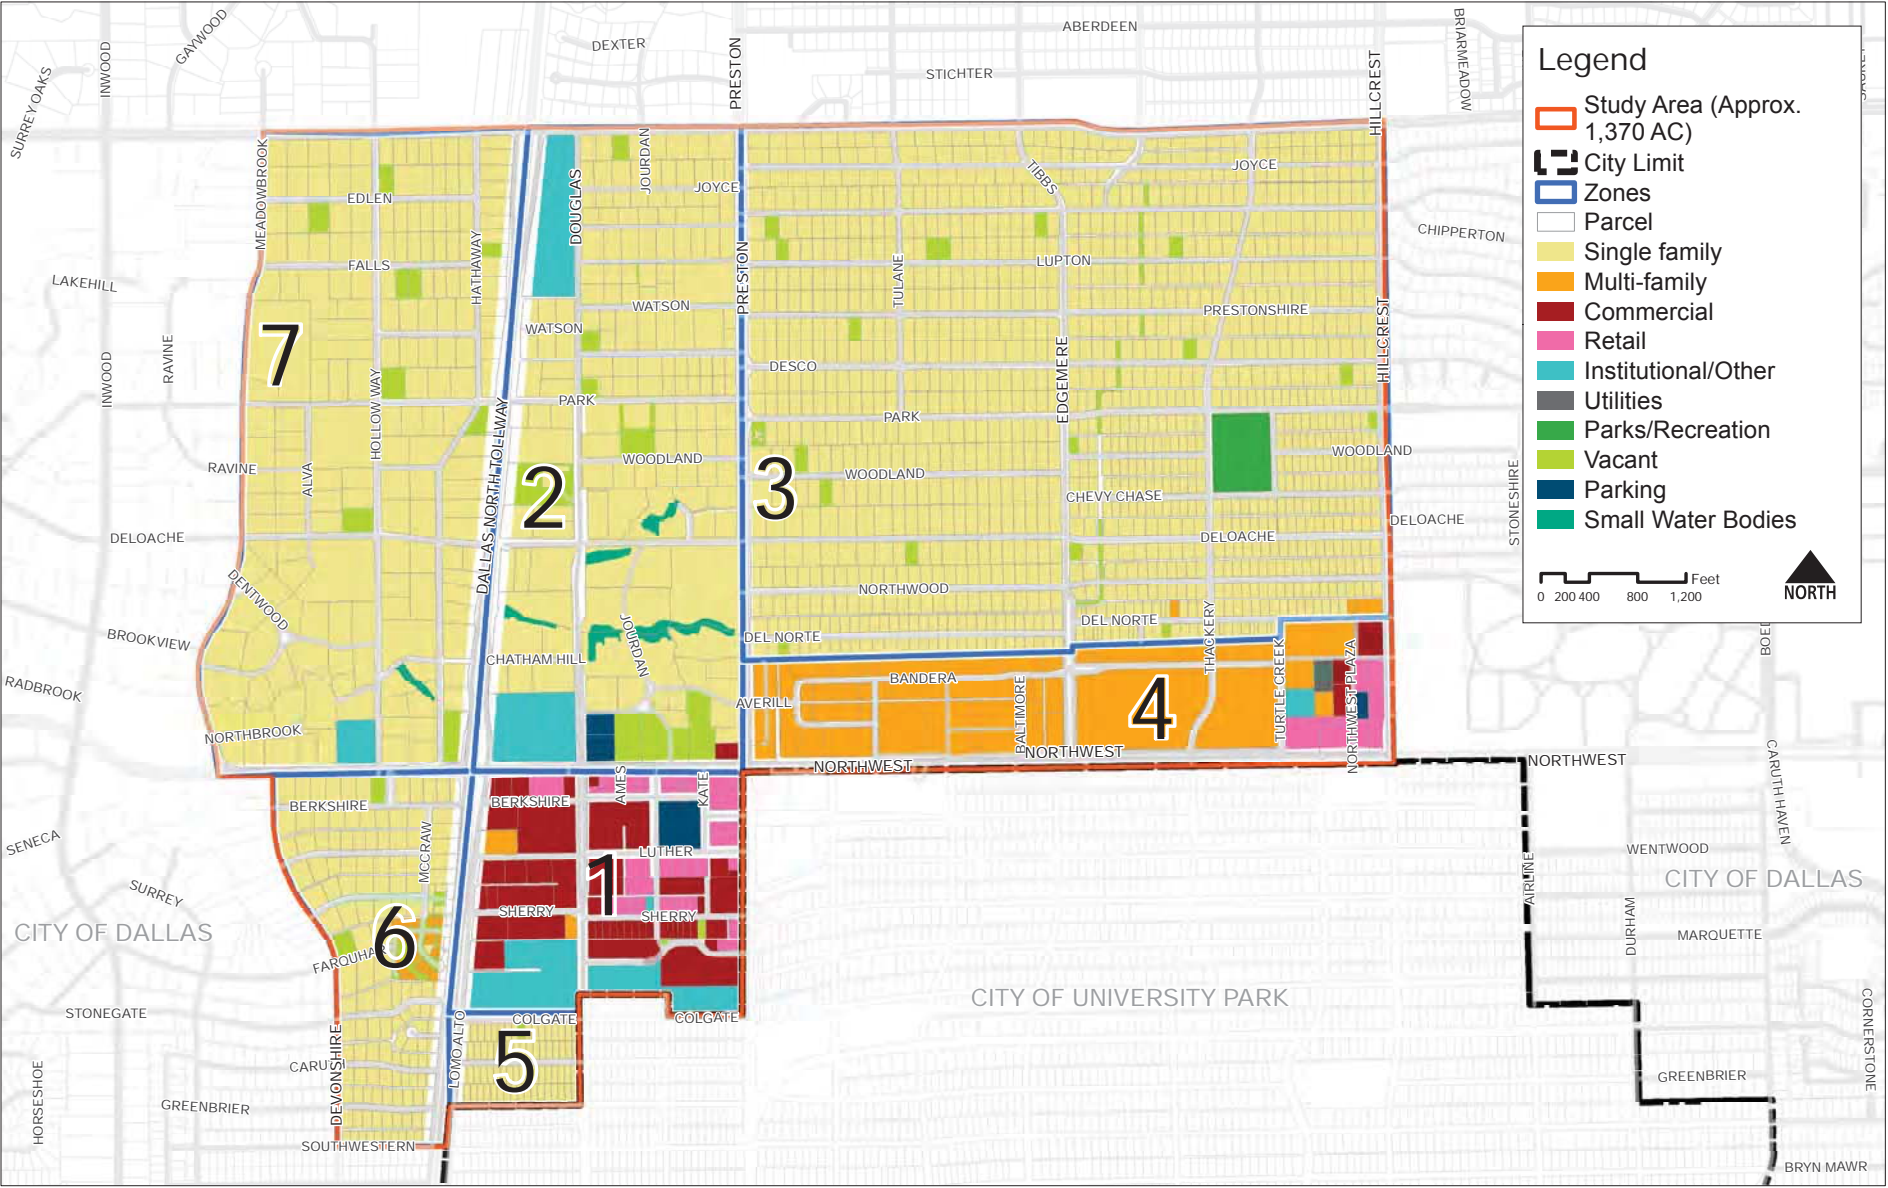 ABERDEEN
BRIARMEADOW
GAYWOOD
DEXTER
INWOOD
PRESTON
STICHTER
HILLCREST
SURREY OAKS
Legend
Study Area (Approx.
1,370 AC)
City Limit
Zones
Parcel
Single family
Multi-family
Commercial
Retail
Institutional/Other
Utilities
Parks/Recreation
Vacant
Parking
Small Water Bodies
Feet
0 200 400 800 1,200
NORTH
MEADOWBROOK
JOURDAN
JOYCE
TIBBS
JOYCE
EDLEN
DOUGLAS
HATHAWAY
CHIPPERTON
FALLS
LUPTON
LAKEHILL
TULANE
PRESTON
WATSON
PRESTONSHIRE
WATSON
RAVINE
7
INWOOD
HILLCREST
DESCO
EDGEMERE
PARK
PARK
HOLLOW WAY
DALLAS NORTH TOLLWAY
WOODLAND
WOODLAND
WOODLAND
RAVINE
ALVA
2
3
CHEVY CHASE
STONESHIRE
DELOACHE
DELOACHE
DELOACHE
NORTHWOOD
DENTWOOD
BROOKVIEW
JOURDAN
DEL NORTE
DEL NORTE
THACKERY
CHATHAM HILL
TURTLE CREEK
NORTHWEST PLAZA
RADBROOK
BANDERA
AVERILL
BALTIMORE
4
NORTHBROOK
NORTHWEST
NORTHWEST
NORTHWEST
CARUTH HAVEN
BERKSHIRE
BERKSHIRE
AMES
KATE
SENECA
MCCRAW
LUTHER
WENTWOOD
AIRLINE
1
CITY OF DALLAS
SURREY
SHERRY
SHERRY
DURHAM
MARQUETTE
CITY OF DALLAS
6
CITY OF UNIVERSITY PARK
STONEGATE
COLGATE
COLGATE
CORNERSTONE
LOMO ALTO
5
DEVONSHIRE
HORSESHOE
GREENBRIER
GREENBRIER
SOUTHWESTERN
BRYN MAWR